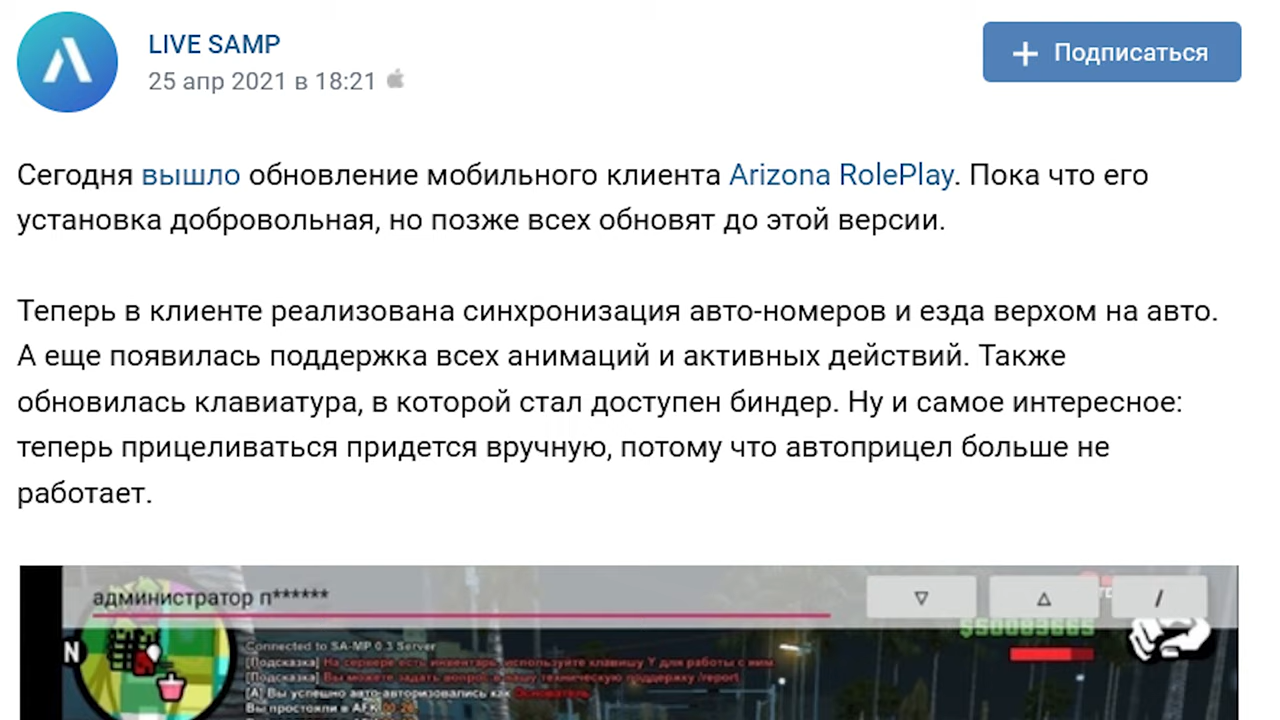 LIVE SAMP
25 апр 2021 в 18:21
Подписаться
Сегодня вышло обновление мобильного клиента Arizona RolePlay. Пока что его
установка добровольная, но позже всех обновят до этой версии.
Теперь в клиенте реализована синхронизация авто-номеров и езда верхом на авто.
А еще появилась поддержка всех анимаций и активных действий. Также
обновилась клавиатура, в которой стал доступен биндер. Ну и самое интересное:
теперь прицеливаться придется вручную, потому что автоприцел больше не
работает.
администратор п******
/
N
$50083665
Connected to SA-MP 0.3 Server
[Подсказка] На сервере есть инвентарь, используйте клавишу Y для работы с ним
[Подсказка] Вы можете задать вопрос в нашу техническую поддержку /report
[A] Вы успешно авто-авторизовались как Основатель
Вы простояли в AFK